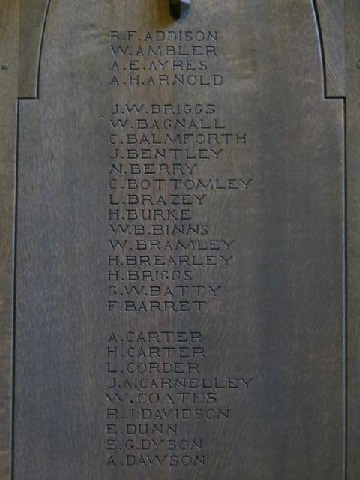 R.F.ADDISON
W.AMBLER
A.E.AYRES
A.H.ARNOLD
J.W.BRIGGS
W.BAGNALL
C.BALMFORTH
J.BENTLEY
N.BERRY
C.BOTTOMLEY
L.BRAZEY
H.BURKE
W.B.BINNS
W.BRAMLEY
H.BREARLEY
H.BRIGGS
G.W.BATTY
F.BARRET
A.CARTER
H.CARTER
L.CORDER
J.A.CARNELLEY
W.COATES
R.J.DAVIDSON
E.DUNN
S.G.DYSON
A.DAWSON